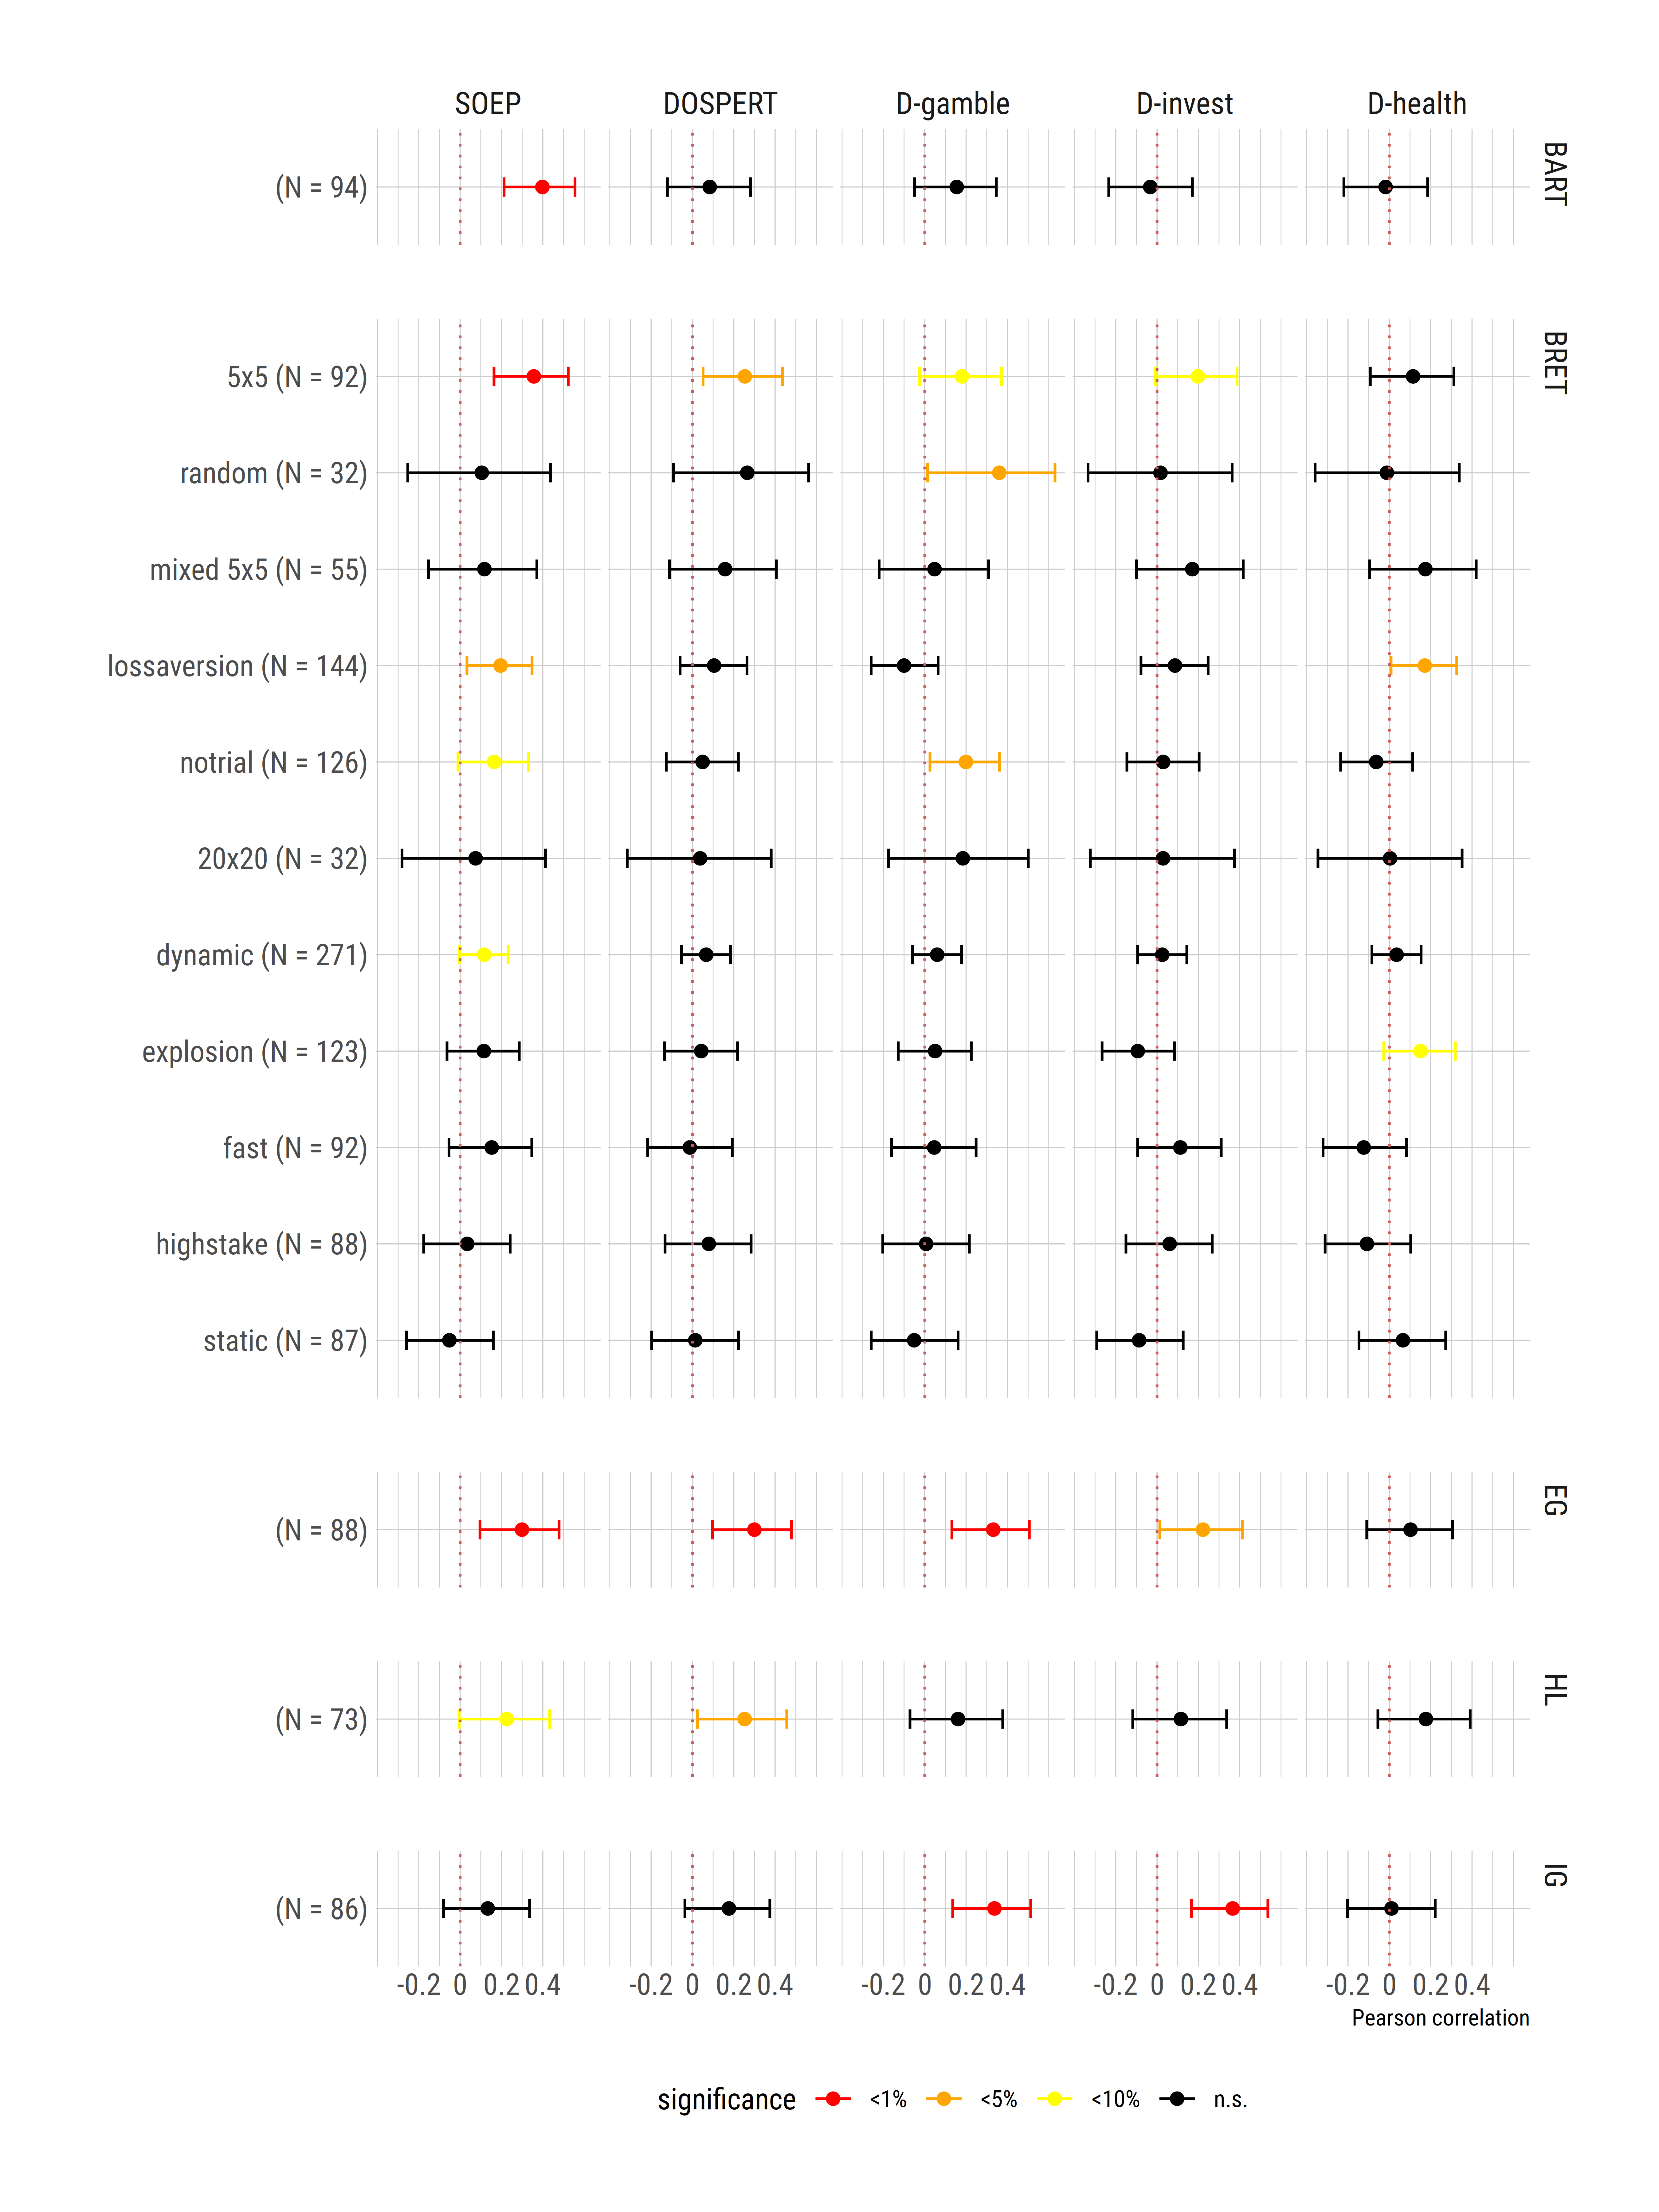 SOEP DOSPERT D-gamble D-invest D-health
BART
(N = 94)
BRET
5x5 (N = 92)
random (N = 32)
mixed 5x5 (N = 55)
lossaversion (N = 144)
notrial (N = 126)
20x20 (N = 32)
dynamic (N = 271)
explosion (N = 123)
fast (N = 92)
highstake (N = 88)
static (N = 87)
EG
(N = 88)
HL
(N = 73)
IG
(N = 86)
-0.2 0 0.2 0.4 -0.2 0 0.2 0.4 -0.2 0 0.2 0.4 -0.2 0 0.2 0.4 -0.2 0 0.2 0.4
Pearson correlation
significance <1% <5% <10% n.s.